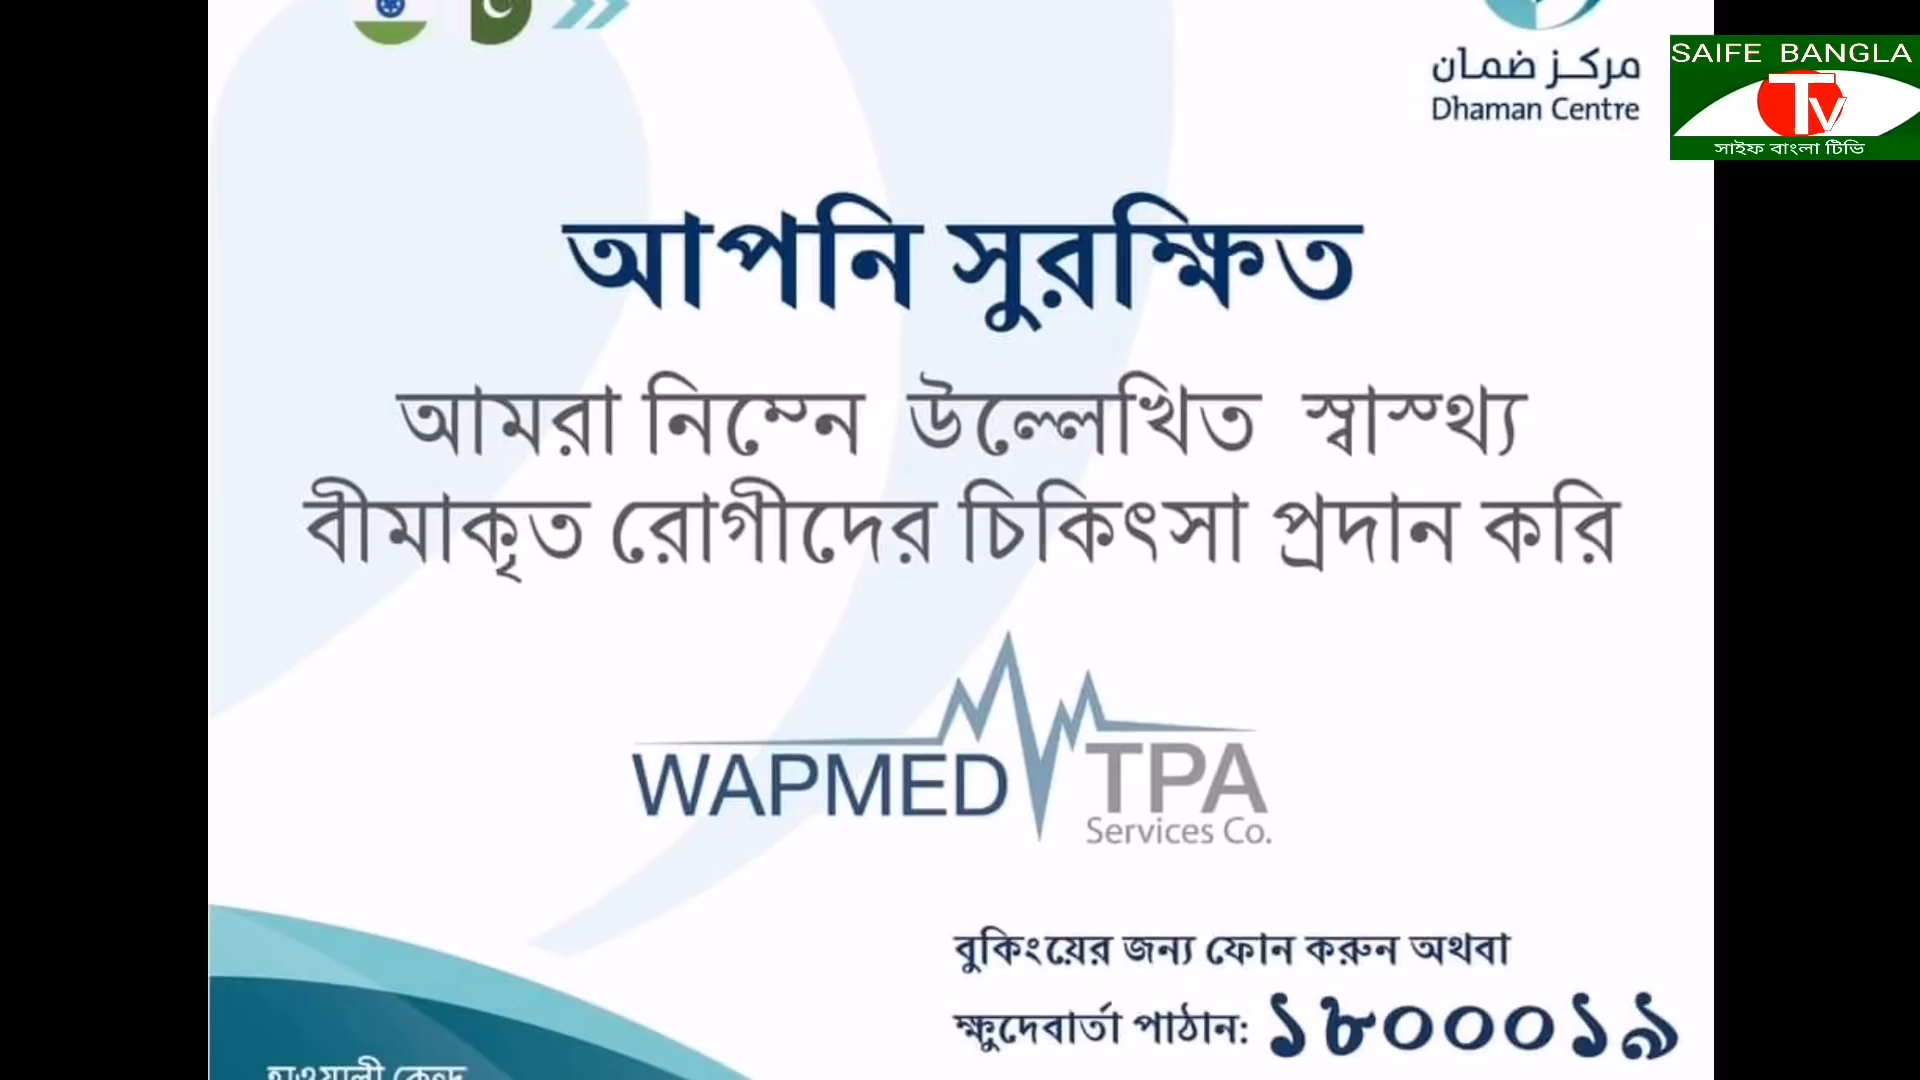 مركز ضمان
Dhaman Centre
SAIFE BANGLA
TV
সাইফ বাংলা টিভি
আপনি সুরক্ষিত
আমরা নিম্নে উল্লেখিত স্বাস্থ্য
বীমাকৃত রোগীদের চিকিৎসা প্রদান করি
WAPMED TPA
Services Co.
বুকিংয়ের জন্য ফোন করুন অথবা
ক্ষুদেবার্তা পাঠান: ১৮০০০১৯